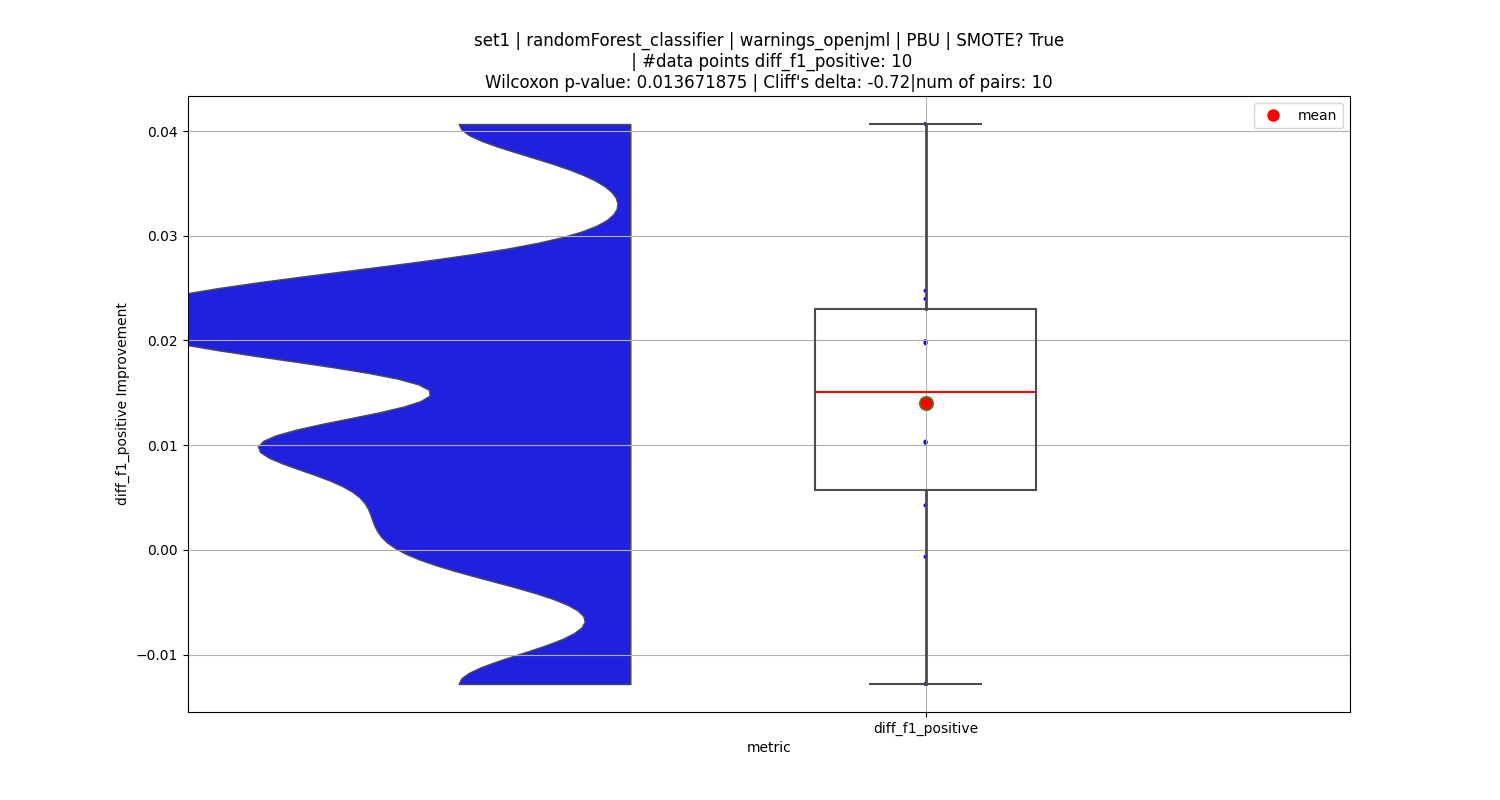 set1 | randomForest_classifier | warnings_openjml | PBU | SMOTE? True
| #data points diff_f1_positive: 10
Wilcoxon p-value: 0.013671875 | Cliff's delta: -0.72|num of pairs: 10
mean
0.04
0.03
0.02
0.01
0.00
−0.01
diff_f1_positive Improvement
diff_f1_positive
metric